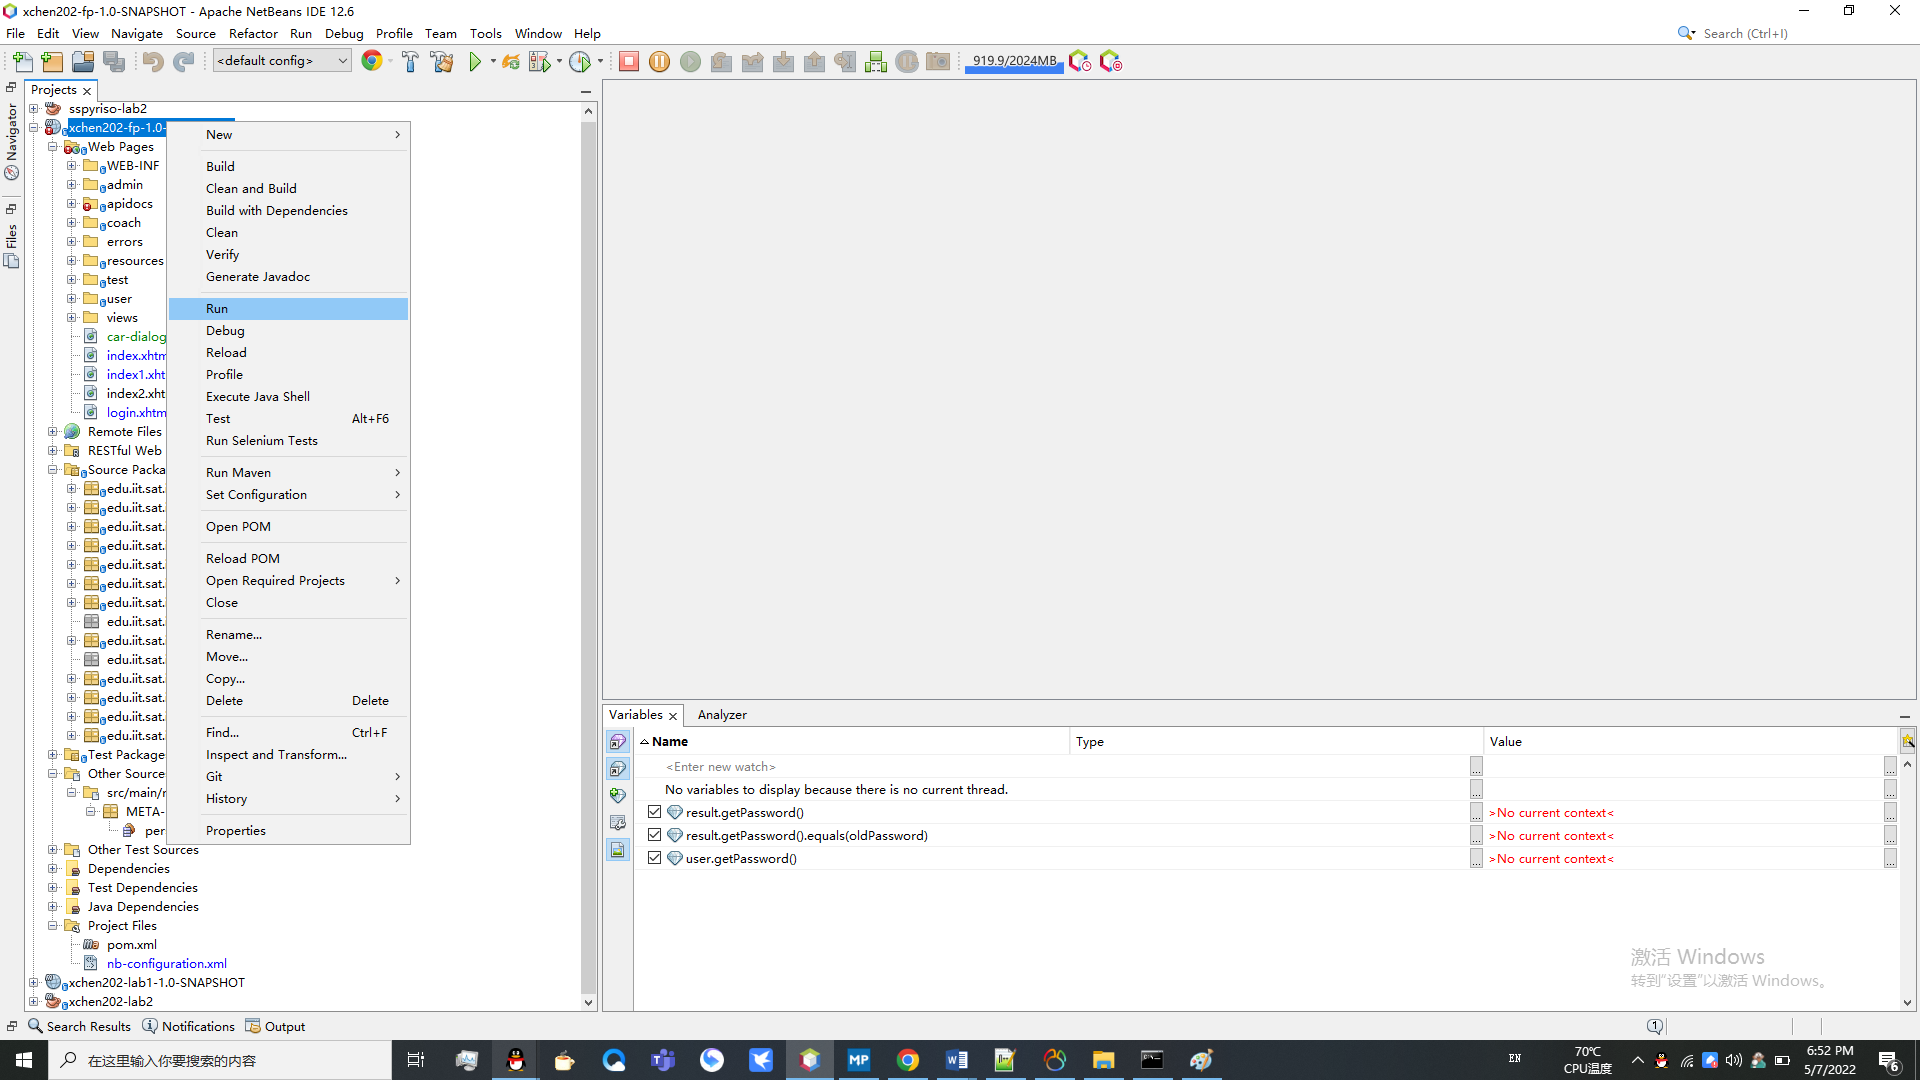 xchen202-fp-1.0-SNAPSHOT - Apache NetBeans IDE 12.6
File Edit View Navigate Source Refactor Run Debug Profile Team Tools Window Help
Search (Ctrl+I)
<default config>
919.9/2024MB
Projects
Navigator
Files
sspyriso-lab2
xchen202-fp-1.0-
Web Pages
WEB-INF
admin
apidocs
coach
errors
resources
test
user
views
car-dialog
index.xhtm
index1.xht
index2.xht
login.xhtm
Remote Files
RESTful Web
Source Packa
edu.iit.sat.
edu.iit.sat.
edu.iit.sat.
edu.iit.sat.
edu.iit.sat.
edu.iit.sat.
edu.iit.sat.
edu.iit.sat.
edu.iit.sat.
edu.iit.sat.
edu.iit.sat.
edu.iit.sat.
edu.iit.sat.
edu.iit.sat.
Test Package
Other Source
src/main/r
META-
per
Other Test Sources
Dependencies
Test Dependencies
Java Dependencies
Project Files
pom.xml
nb-configuration.xml
xchen202-lab1-1.0-SNAPSHOT
xchen202-lab2
New
Build
Clean and Build
Build with Dependencies
Clean
Verify
Generate Javadoc
Run
Debug
Reload
Profile
Execute Java Shell
Test Alt+F6
Run Selenium Tests
Run Maven
Set Configuration
Open POM
Reload POM
Open Required Projects
Close
Rename...
Move...
Copy...
Delete Delete
Find... Ctrl+F
Inspect and Transform...
Git
History
Properties
Variables Analyzer
Name Type Value
<Enter new watch>
No variables to display because there is no current thread.
result.getPassword() >No current context<
result.getPassword().equals(oldPassword) >No current context<
user.getPassword() >No current context<
激活 Windows
转到"设置"以激活 Windows。
Search Results Notifications Output
1
在这里输入你要搜索的内容
MP
EN
70℃
CPU温度
6:52 PM
5/7/2022
6